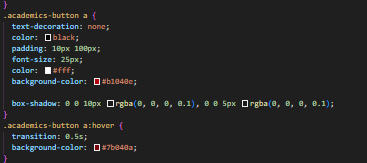 }
.academics-button a {
text-decoration: none;
color: black;
padding: 10px 100px;
font-size: 25px;
color: #fff;
background-color: #b1040e;
box-shadow: 0 0 10px rgba(0, 0, 0, 0.1), 0 0 5px rgba(0, 0, 0, 0.1);
}
.academics-button a:hover {
transition: 0.5s;
background-color: #7b040a;
}